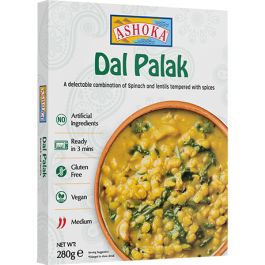 ASHOKA
Dal Palak
A delectable combination of Spinach and lentils tempered with spices
NO
Artificial
Ingredients
Ready
in 3 mins
Gluten
Free
Vegan
Medium
NET WT:
280g